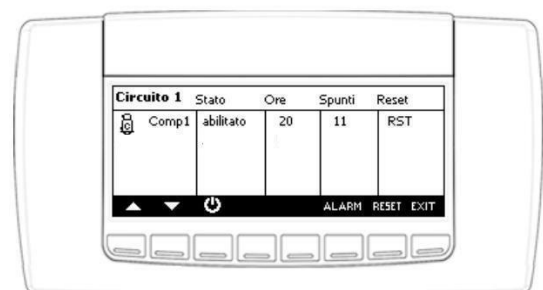 Circuito 1 Stato Ore Spunti Reset
Comp1 abilitato 20 11 RST
ALARM RESET EXIT